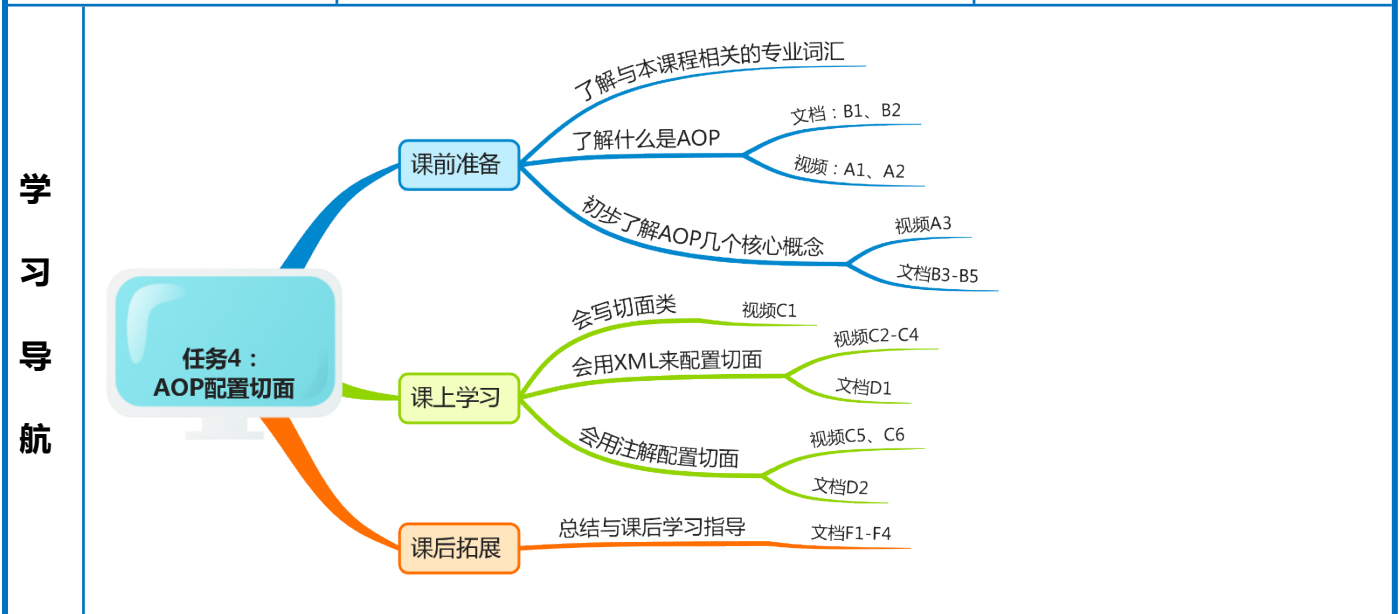 学
习
导
航
任务4：
AOP配置切面
课前准备
了解与本课程相关的专业词汇
了解什么是AOP
文档：B1、B2
视频：A1、A2
初步了解AOP几个核心概念
视频A3
文档B3-B5
课上学习
会写切面类
视频C1
会用XML来配置切面
视频C2-C4
文档D1
会用注解配置切面
视频C5、C6
文档D2
课后拓展
总结与课后学习指导
文档F1-F4